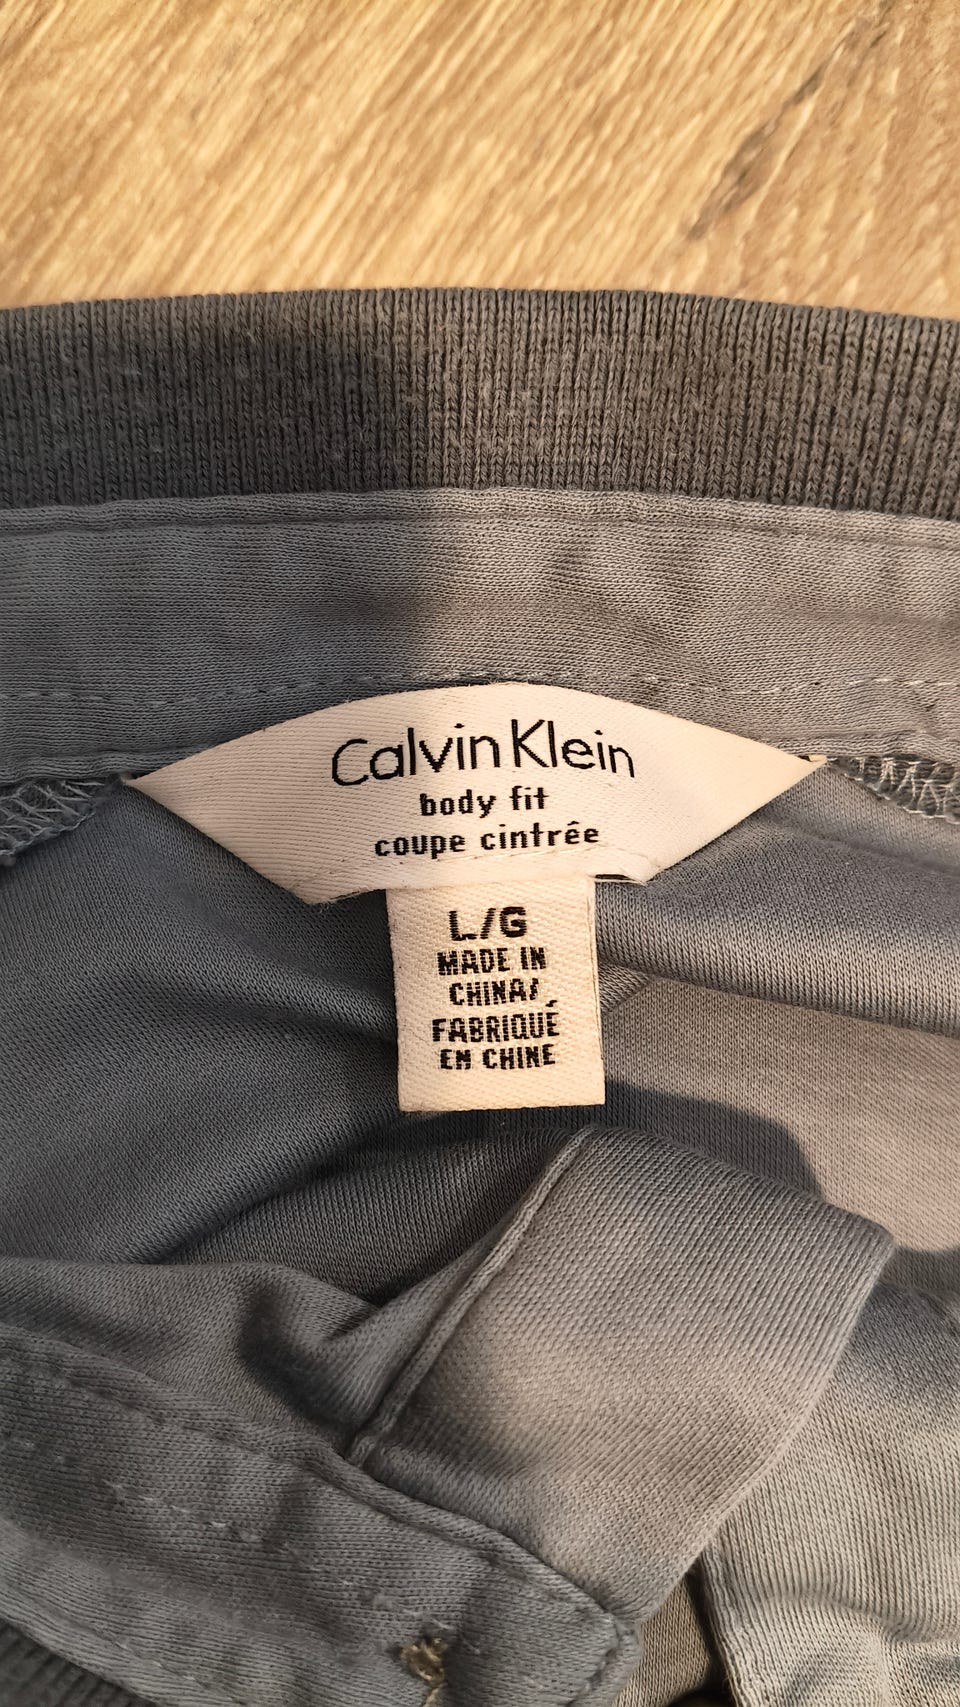 Calvin Klein
body fit
coupe cintrée
L/G
MADE IN
CHINA/
FABRIQUÉ
EN CHINE